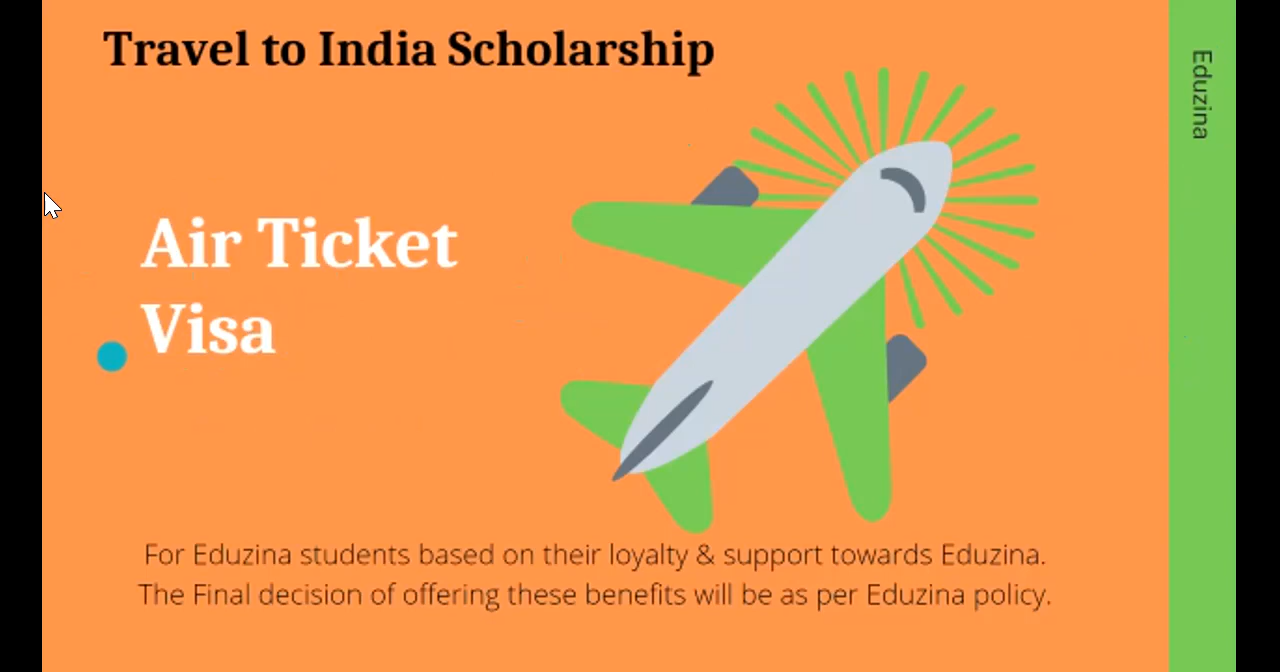 Travel to India Scholarship
Eduzina
Air Ticket
Visa
For Eduzina students based on their loyalty & support towards Eduzina.
The Final decision of offering these benefits will be as per Eduzina policy.